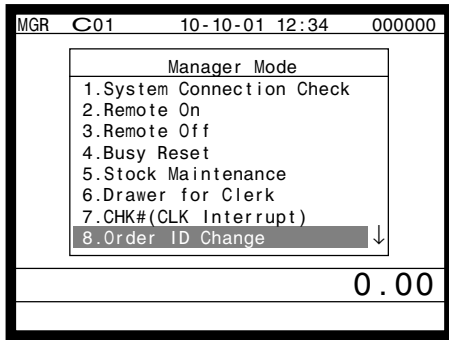 MGR C01 10-10-01 12:34 000000
Manager Mode
1.System Connection Check
2.Remote On
3.Remote Off
4.Busy Reset
5.Stock Maintenance
6.Drawer for Clerk
7.CHK#(CLK Interrupt)
8.Order ID Change ↓
0.00